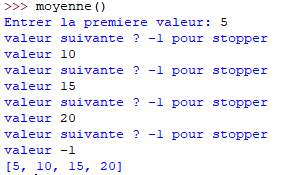 >>> moyenne()
Entrer la premiere valeur: 5
valeur suivante ? -1 pour stopper
valeur 10
valeur suivante ? -1 pour stopper
valeur 15
valeur suivante ? -1 pour stopper
valeur 20
valeur suivante ? -1 pour stopper
valeur -1
[5, 10, 15, 20]